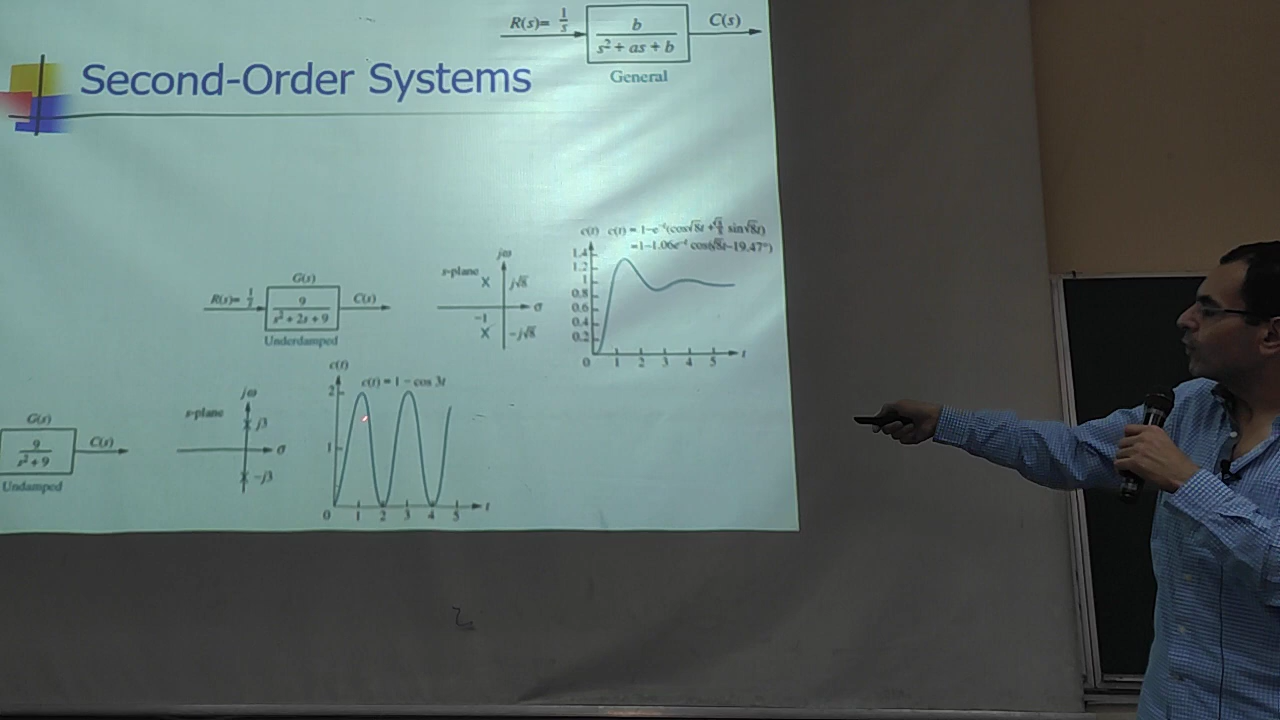 R(s)= 1/s
b
s² + as + b
C(s)
General
Second-Order Systems
G(s)
9
s² + 2s + 9
C(s)
Underdamped
s-plane
jω
j√8
σ
-1
-j√8
c(t)
c(t) = 1-e⁻ᵗ(cos√8t + sin√8t)
=1-1.06e⁻ᵗ cos(√8t-19.47°)
1.4
1.2
1
0.8
0.6
0.4
0.2
0 1 2 3 4 5 t
G(s)
9
s² + 9
C(s)
Undamped
s-plane
jω
j3
σ
-j3
c(t)
c(t) = 1 - cos 3t
2
1
0 1 2 3 4 5 t